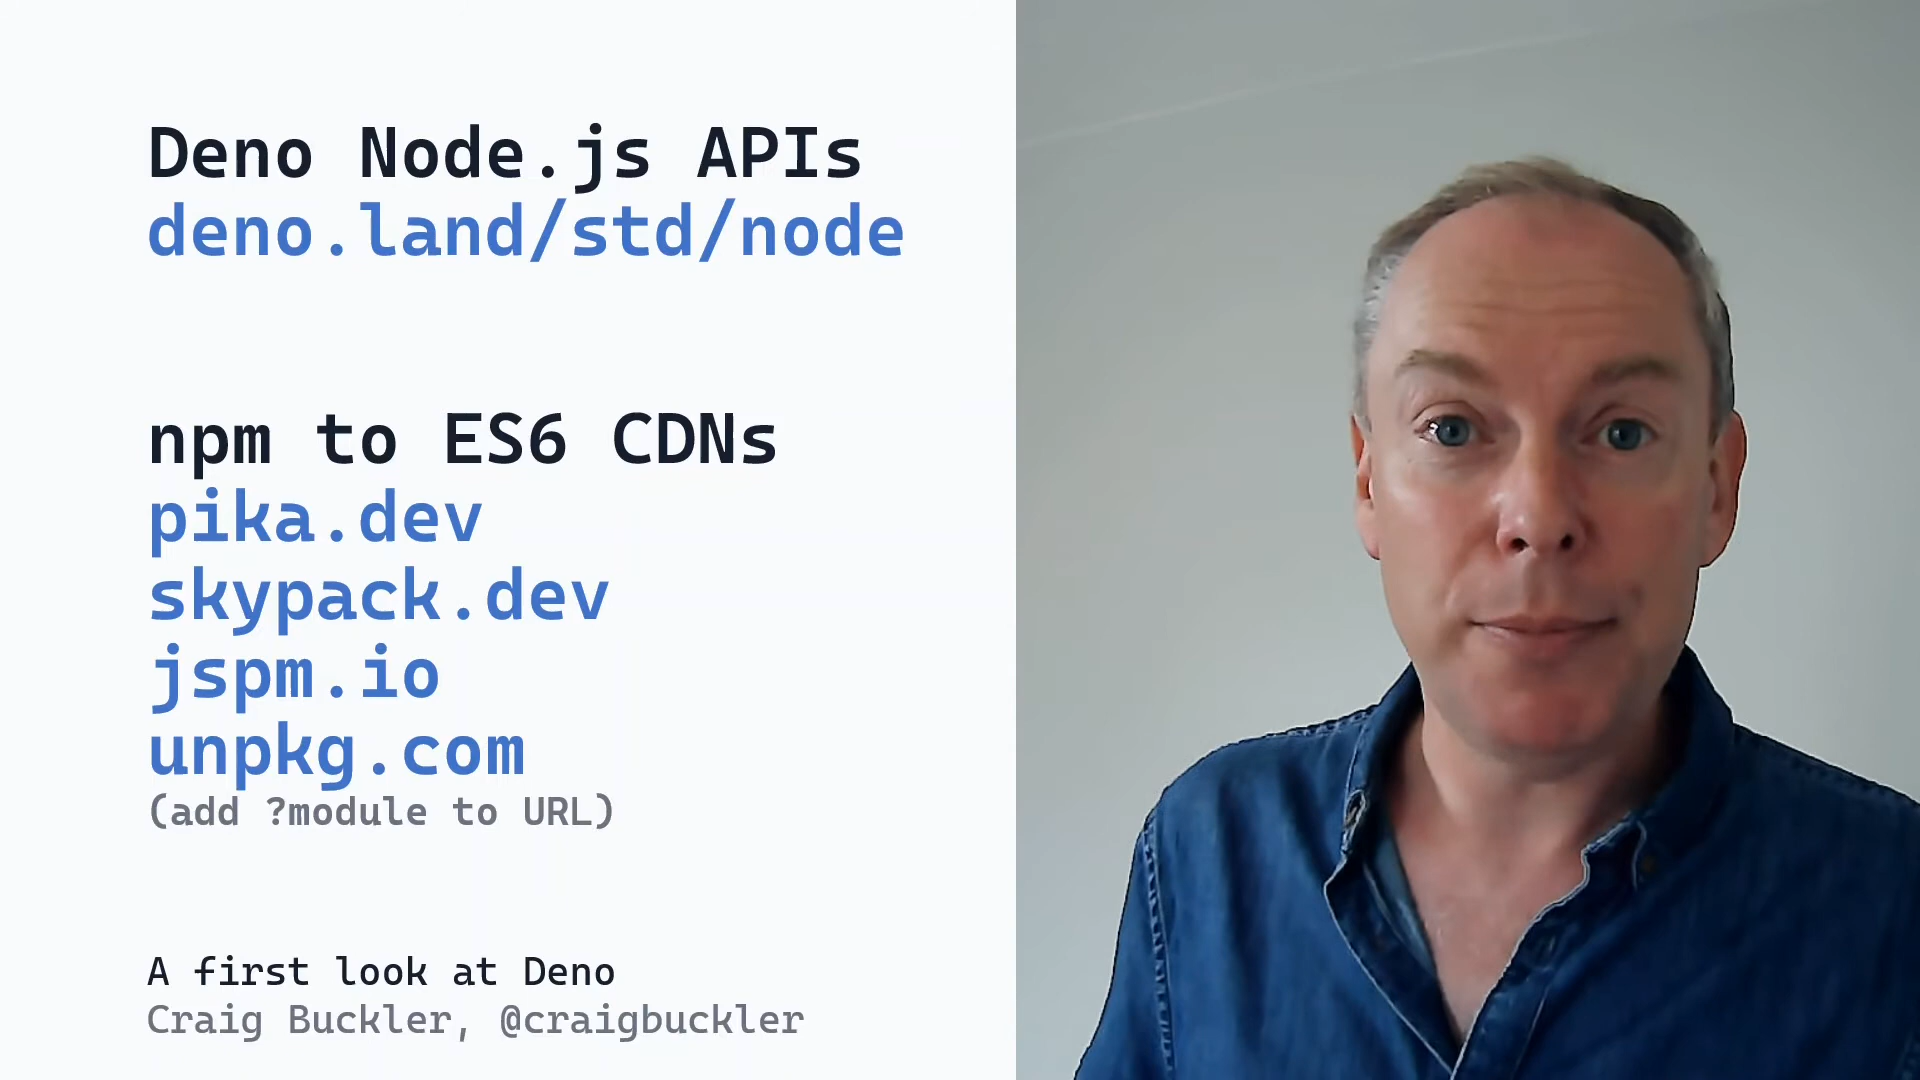 Deno Node.js APIs
deno.land/std/node
npm to ES6 CDNs
pika.dev
skypack.dev
jspm.io
unpkg.com
(add ?module to URL)
A first look at Deno
Craig Buckler, @craigbuckler